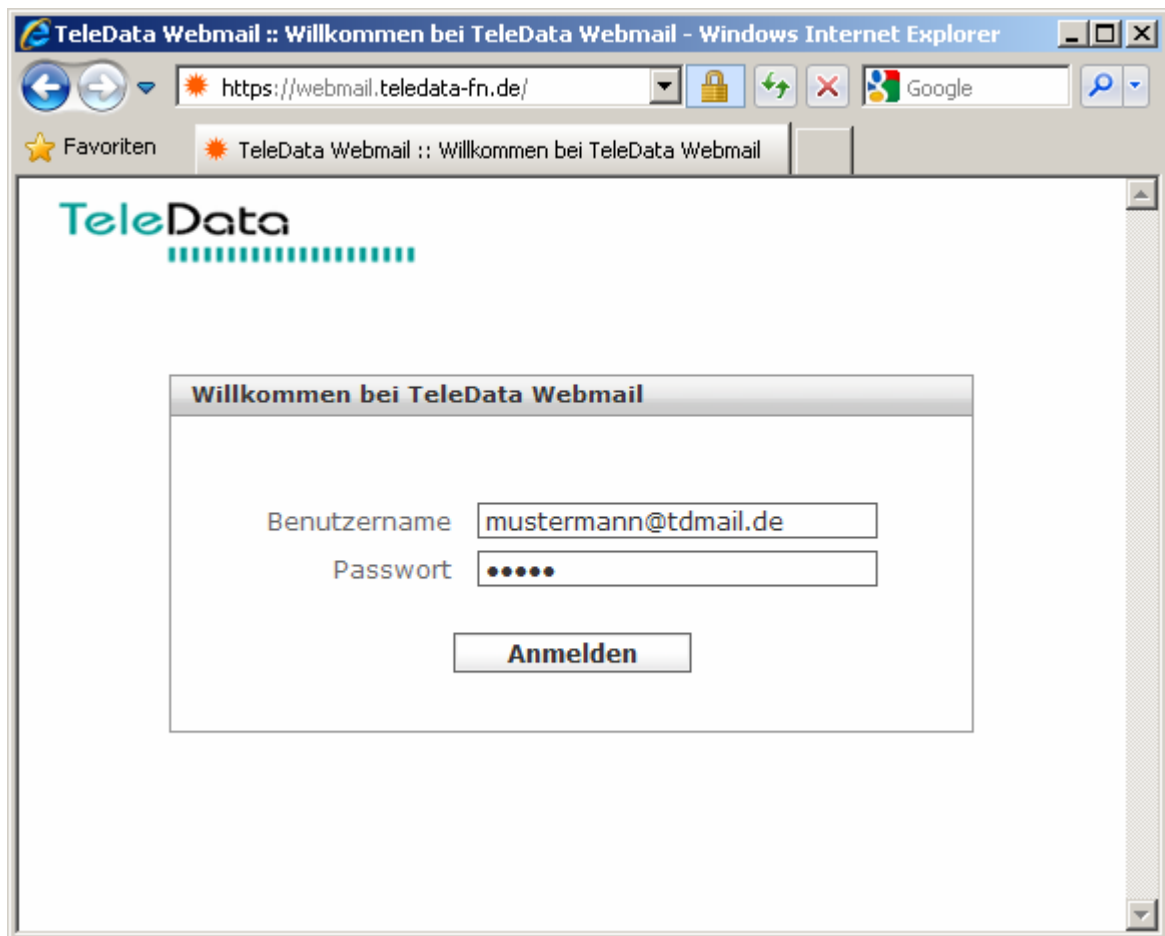 TeleData Webmail :: Willkommen bei TeleData Webmail - Windows Internet Explorer
https://webmail.teledata-fn.de/
Google
Favoriten
TeleData Webmail :: Willkommen bei TeleData Webmail
TeleData
Willkommen bei TeleData Webmail
Benutzername mustermann@tdmail.de
Passwort •••••
Anmelden